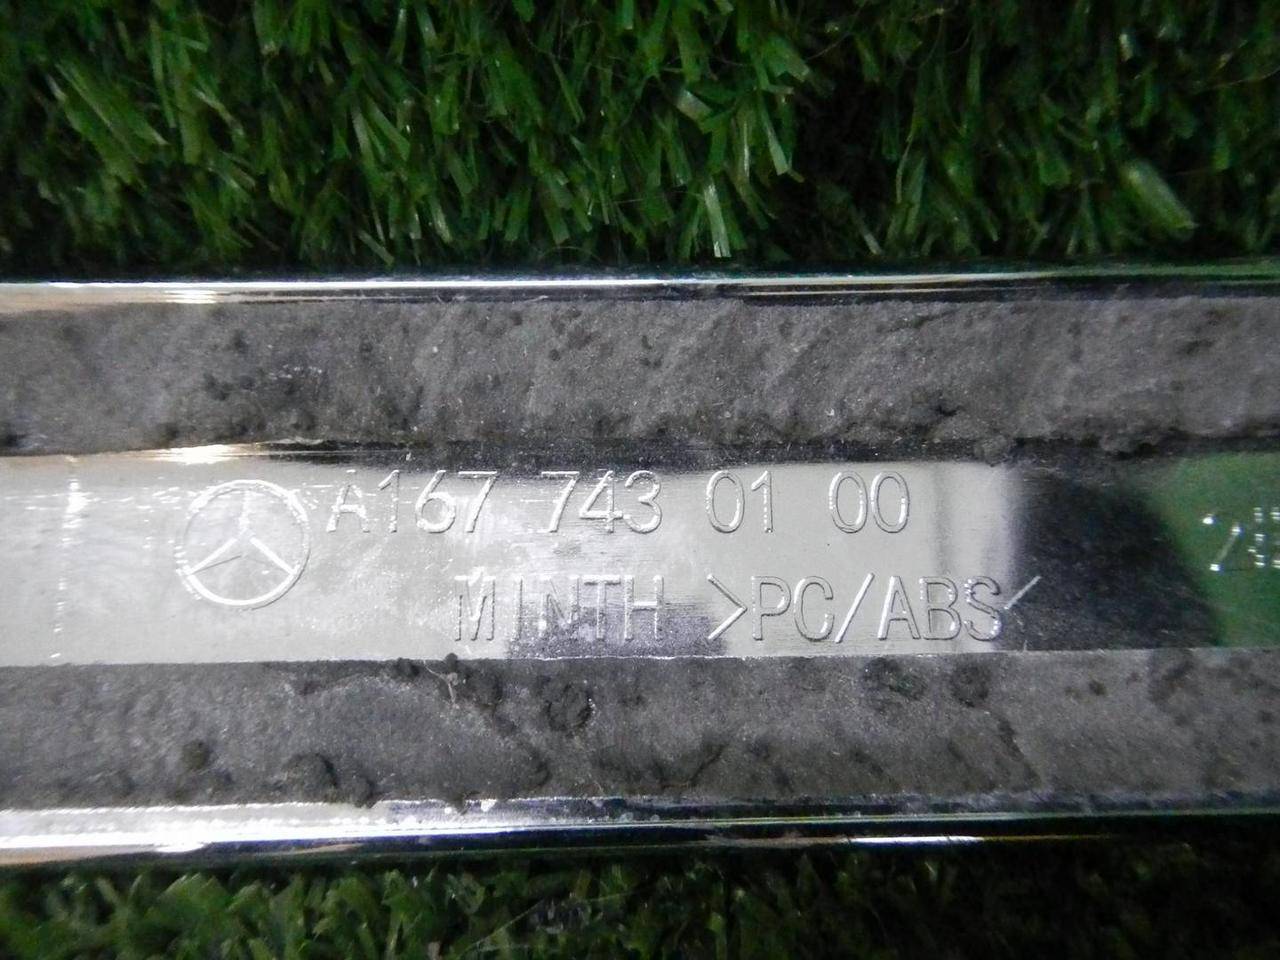 A167 743 01 00
MINTH >PC/ABS<